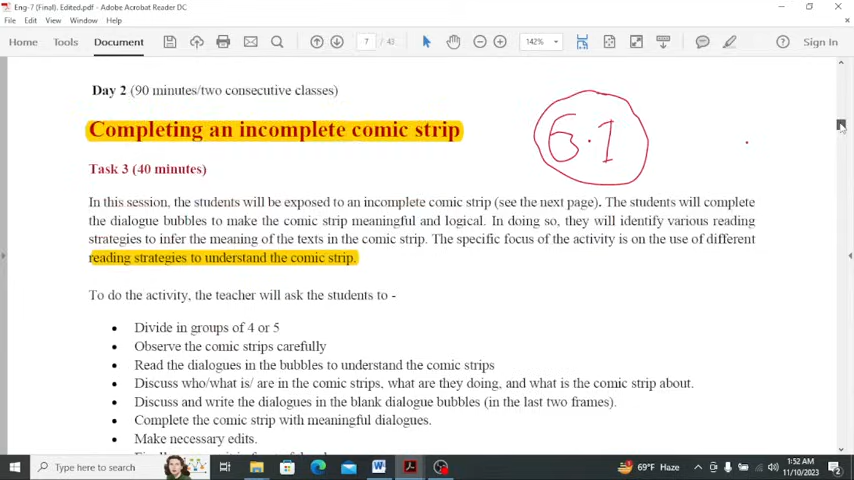 Eng-7 (Final). Edited.pdf - Adobe Acrobat Reader DC
File Edit View Window Help
Home Tools Document 7 / 43 142% Sign In
Day 2 (90 minutes/two consecutive classes)
Completing an incomplete comic strip
6.1
Task 3 (40 minutes)
In this session, the students will be exposed to an incomplete comic strip (see the next page). The students will complete
the dialogue bubbles to make the comic strip meaningful and logical. In doing so, they will identify various reading
strategies to infer the meaning of the texts in the comic strip. The specific focus of the activity is on the use of different
reading strategies to understand the comic strip.
To do the activity, the teacher will ask the students to -
• Divide in groups of 4 or 5
• Observe the comic strips carefully
• Read the dialogues in the bubbles to understand the comic strips
• Discuss who/what is/ are in the comic strips, what are they doing, and what is the comic strip about.
• Discuss and write the dialogues in the blank dialogue bubbles (in the last two frames).
• Complete the comic strip with meaningful dialogues.
• Make necessary edits.
Type here to search
69°F Haze
1:52 AM
11/10/2023
2